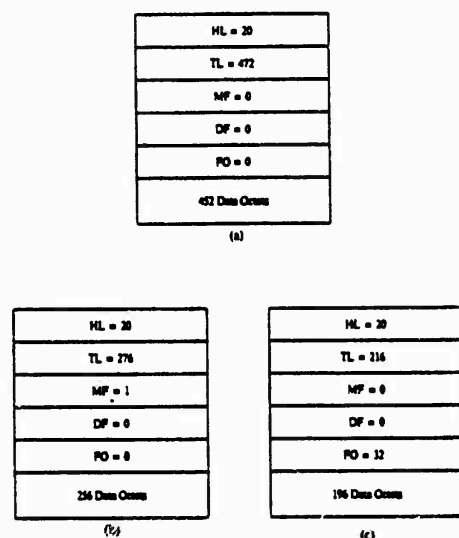 HL = 20
TL = 472
MF = 0
DF = 0
FO = 0
452 Data Octets
(a)
HL = 20
TL = 276
MF = 1
DF = 0
FO = 0
256 Data Octets
(b)
HL = 20
TL = 216
MF = 0
DF = 0
FO = 32
196 Data Octets
(c)